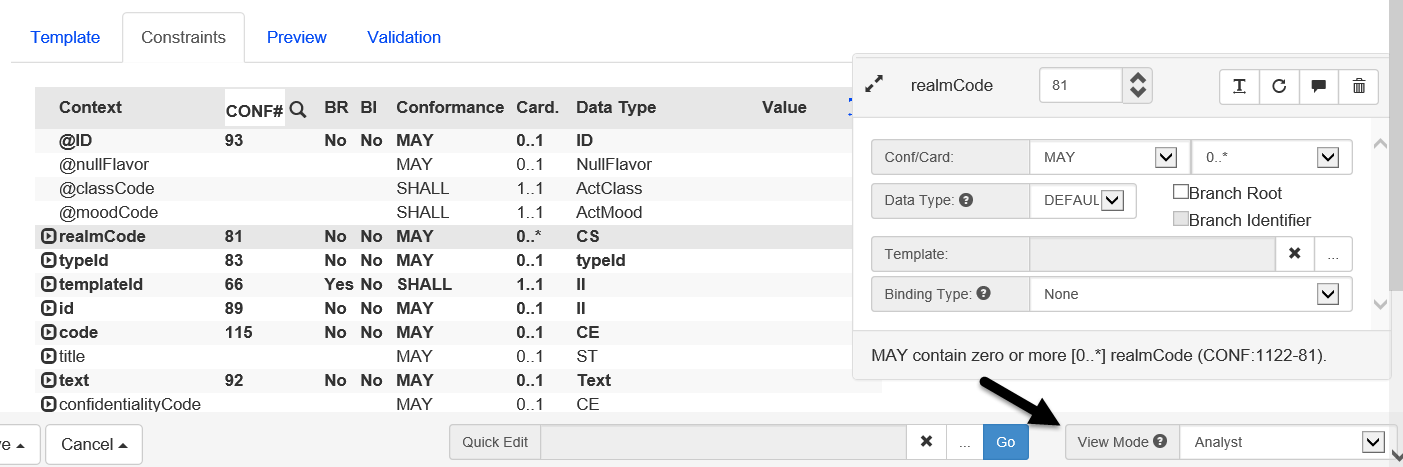 Template Constraints Preview Validation
Context CONF# BR BI Conformance Card. Data Type Value
@ID 93 No No MAY 0..1 ID
@nullFlavor MAY 0..1 NullFlavor
@classCode SHALL 1..1 ActClass
@moodCode SHALL 1..1 ActMood
realmCode 81 No No MAY 0..* CS
typeId 83 No No MAY 0..1 typeId
templateId 66 Yes No SHALL 1..1 II
id 89 No No MAY 0..1 II
code 115 No No MAY 0..1 CE
title MAY 0..1 ST
text 92 No No MAY 0..1 Text
confidentialityCode MAY 0..1 CE
realmCode 81
Conf/Card: MAY 0..*
Data Type: DEFAUL
Branch Root
Branch Identifier
Template: ...
Binding Type: None
MAY contain zero or more [0..*] realmCode (CONF:1122-81).
e Cancel Quick Edit ... Go View Mode Analyst